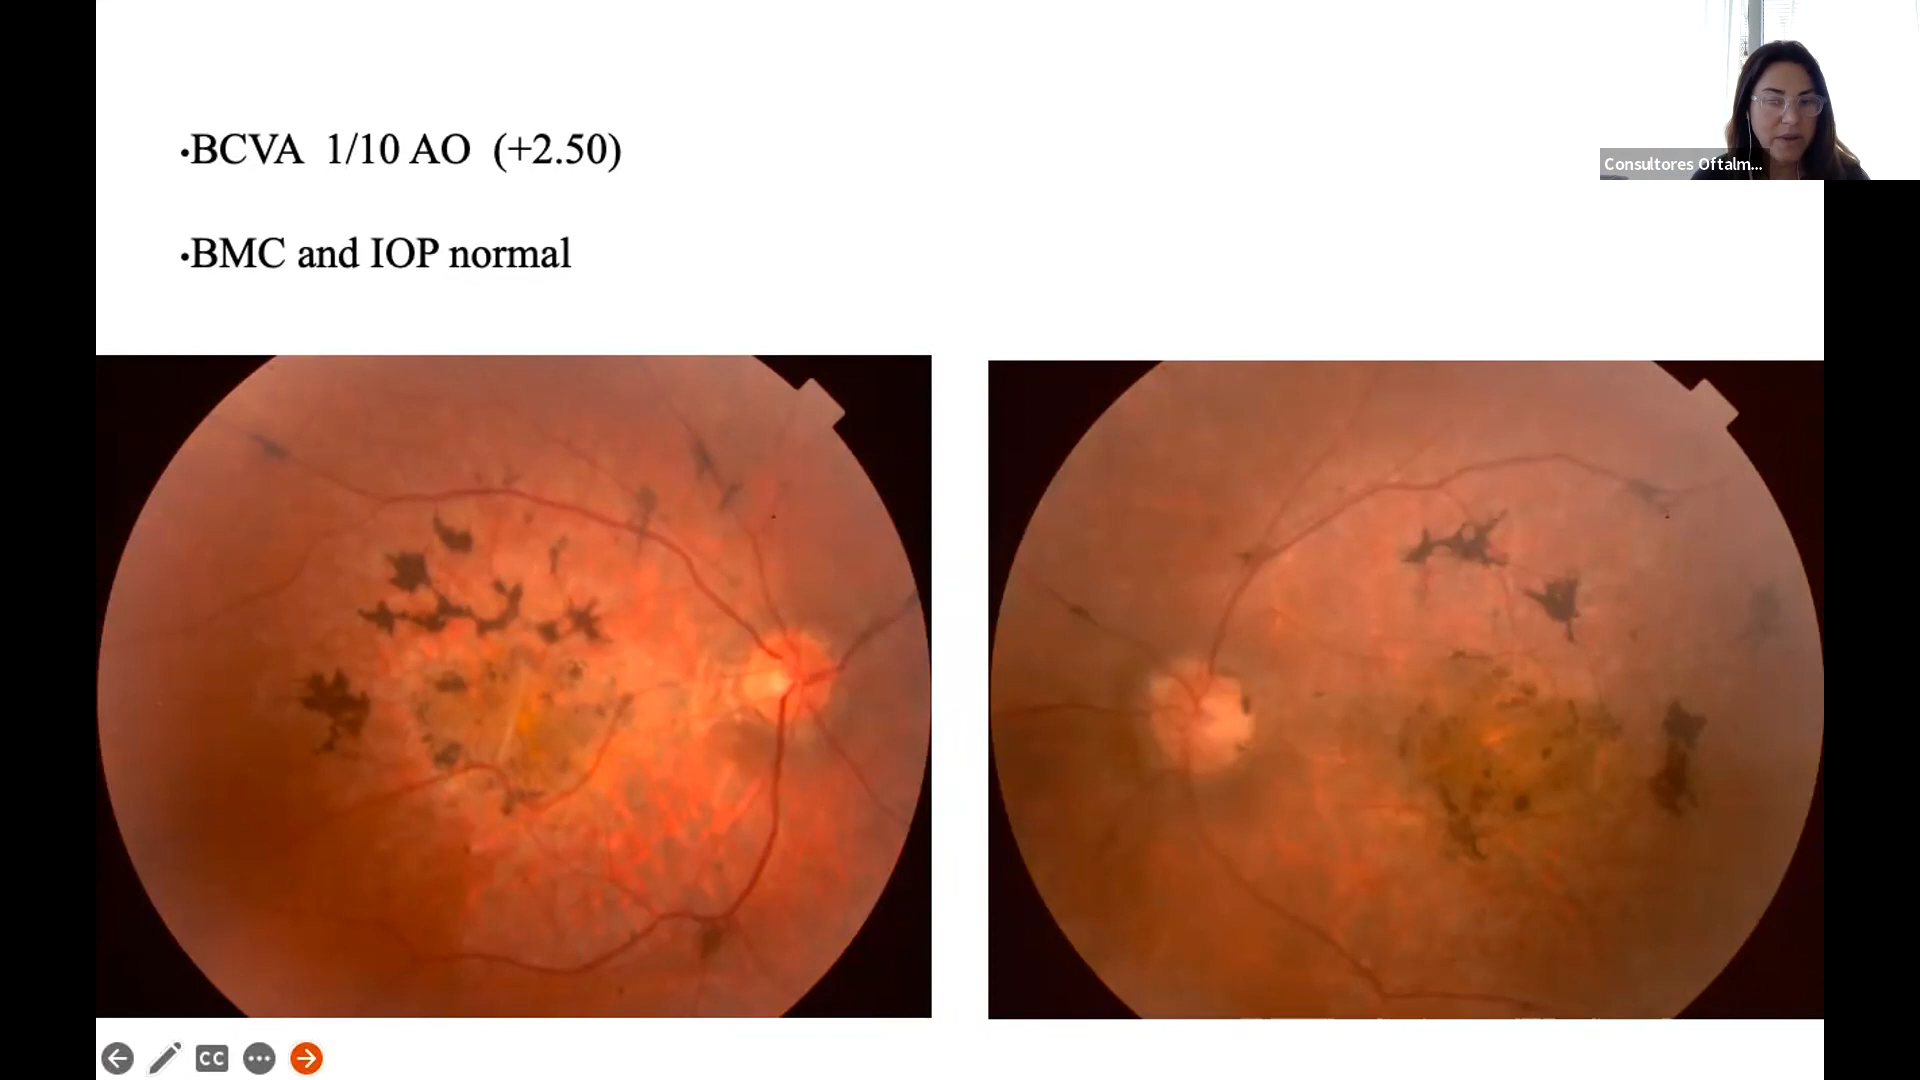 •BCVA 1/10 AO (+2.50)
•BMC and IOP normal
Consultores Oftalm...
CC